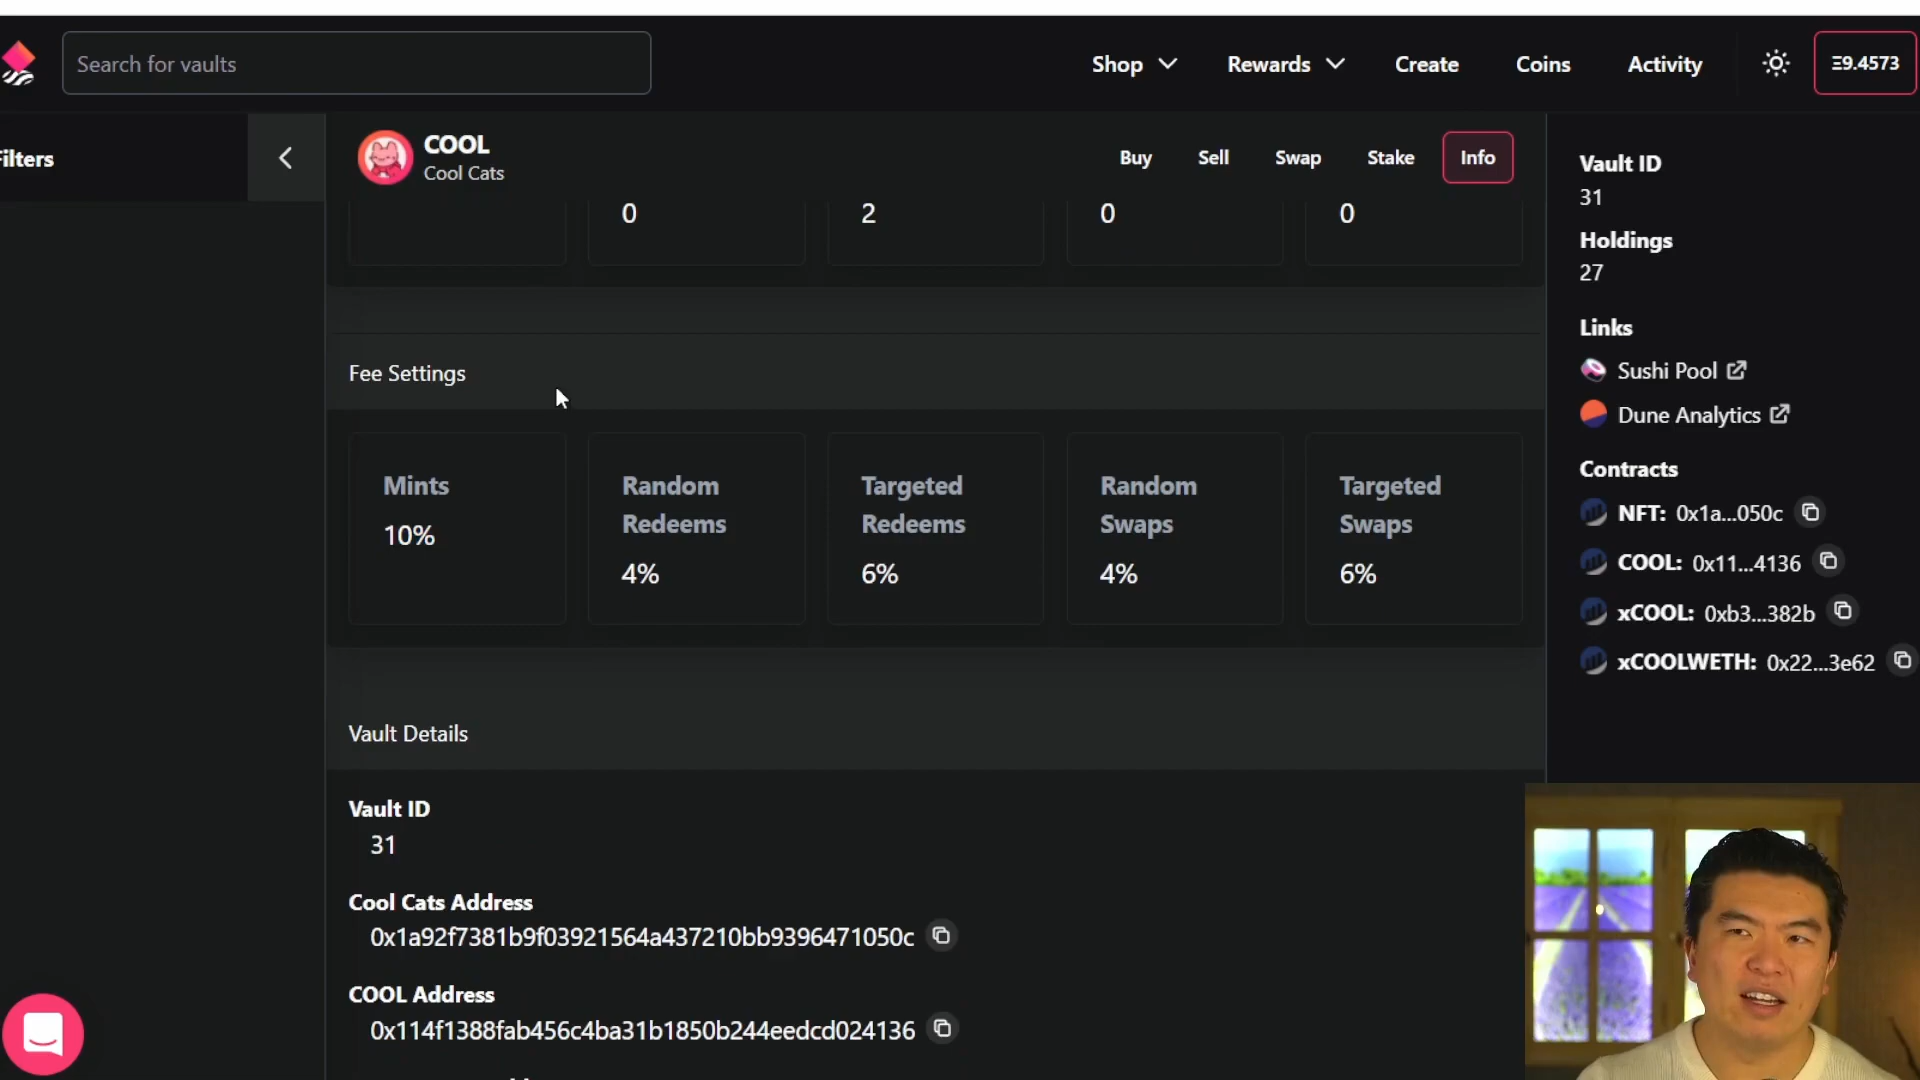 Search for vaults
Shop
Rewards
Create
Coins
Activity
Ξ9.4573
Filters
COOL
Cool Cats
Buy
Sell
Swap
Stake
Info
0
2
0
0
Fee Settings
Mints
10%
Random
Redeems
4%
Targeted
Redeems
6%
Random
Swaps
4%
Targeted
Swaps
6%
Vault Details
Vault ID
31
Cool Cats Address
0x1a92f7381b9f03921564a437210bb9396471050c
COOL Address
0x114f1388fab456c4ba31b1850b244eedcd024136
Vault ID
31
Holdings
27
Links
Sushi Pool
Dune Analytics
Contracts
NFT: 0x1a...050c
COOL: 0x11...4136
xCOOL: 0xb3...382b
xCOOLWETH: 0x22...3e62